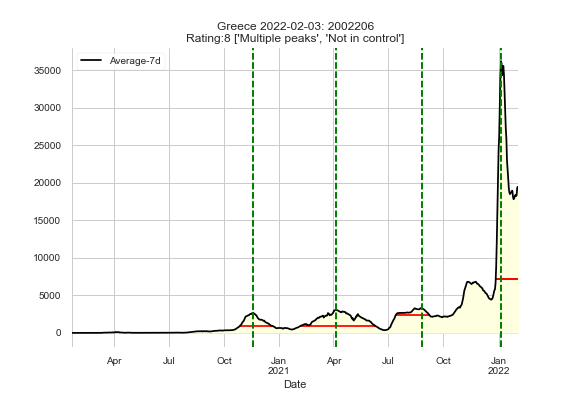 Greece 2022-02-03: 2002206
Rating:8 ['Multiple peaks', 'Not in control']
Average-7d
35000
30000
25000
20000
15000
10000
5000
0
Apr Jul Oct Jan Apr Jul Oct Jan
2021 2022
Date